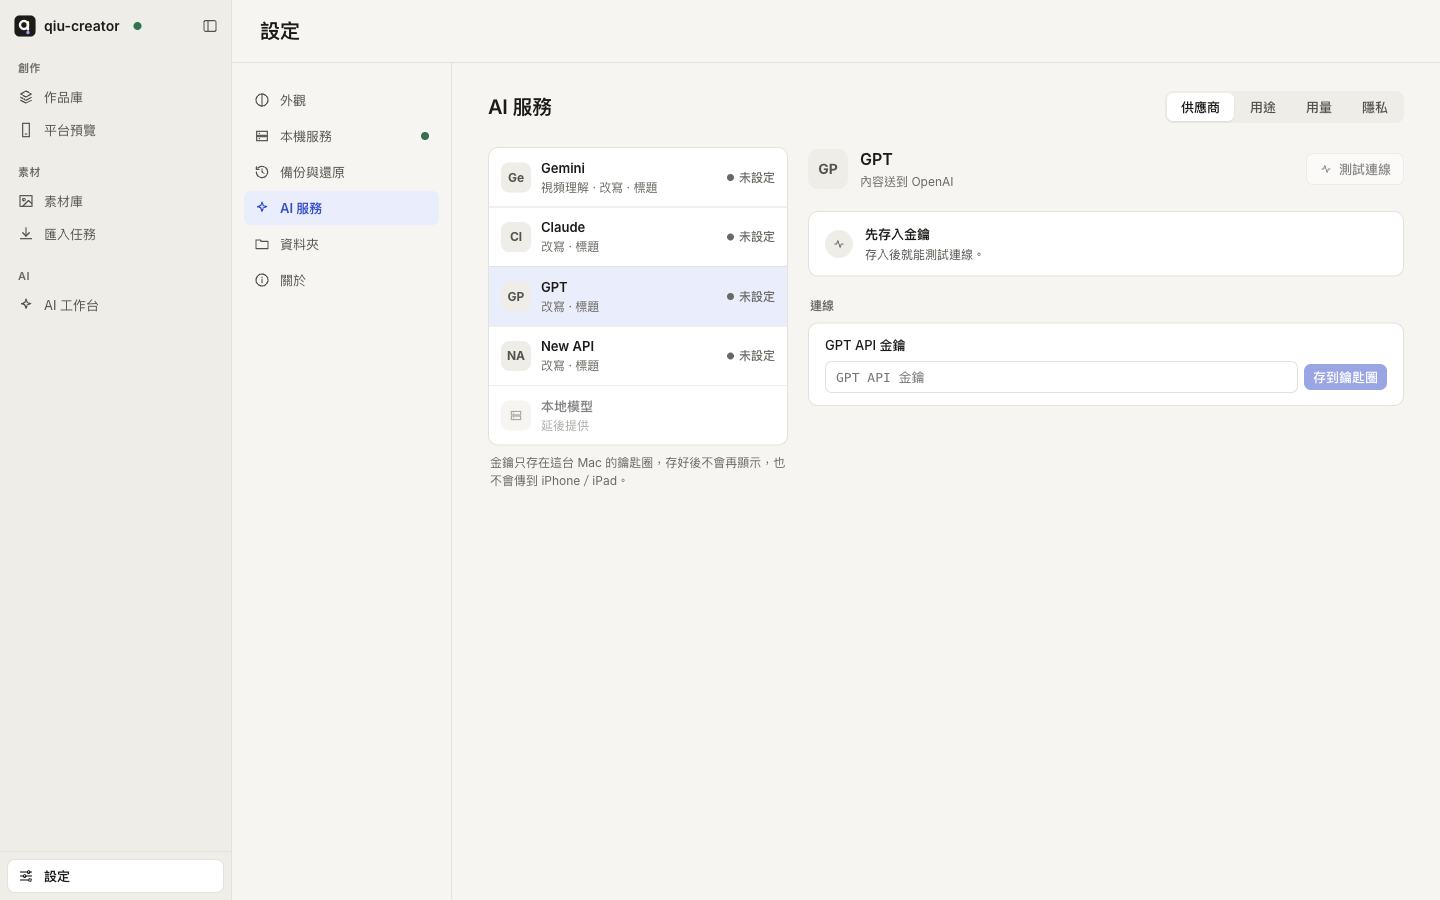 qiu-creator
創作
作品庫
平台預覽
素材
素材庫
匯入任務
AI
AI 工作台
設定
設定
外觀
本機服務
備份與還原
AI 服務
資料夾
關於
AI 服務
供應商
用途
用量
隱私
Ge
Gemini
視頻理解 · 改寫 · 標題
未設定
Cl
Claude
改寫 · 標題
未設定
GP
GPT
改寫 · 標題
未設定
NA
New API
改寫 · 標題
未設定
本地模型
延後提供
金鑰只存在這台 Mac 的鑰匙圈，存好後不會再顯示，也
不會傳到 iPhone / iPad。
GP
GPT
內容送到 OpenAI
測試連線
先存入金鑰
存入後就能測試連線。
連線
GPT API 金鑰
GPT API 金鑰
存到鑰匙圈